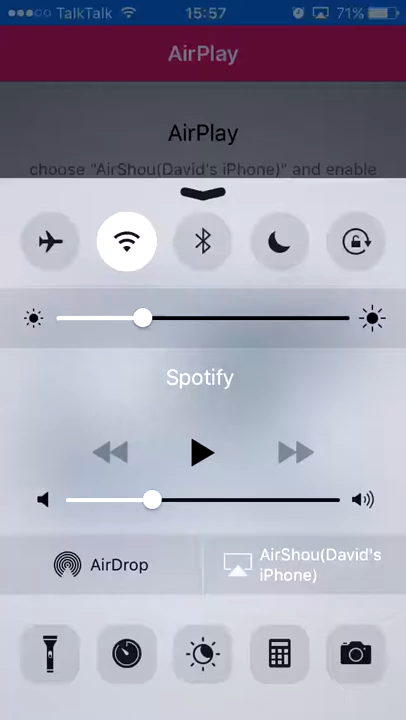 TalkTalk 15:57 71%
AirPlay
AirPlay
choose "AirShou(David's iPhone)" and enable
Spotify
AirDrop
AirShou(David's
iPhone)